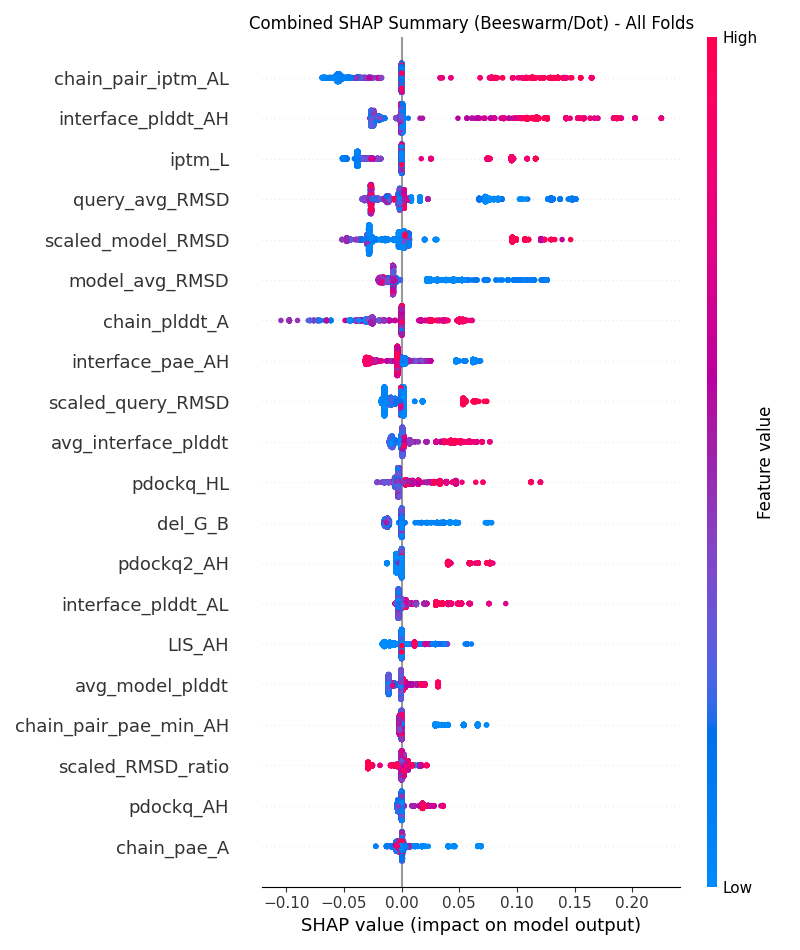 Combined SHAP Summary (Beeswarm/Dot) - All Folds
High
chain_pair_iptm_AL
interface_plddt_AH
iptm_L
query_avg_RMSD
scaled_model_RMSD
model_avg_RMSD
chain_plddt_A
interface_pae_AH
scaled_query_RMSD
avg_interface_plddt
pdockq_HL
del_G_B
pdockq2_AH
interface_plddt_AL
LIS_AH
avg_model_plddt
chain_pair_pae_min_AH
scaled_RMSD_ratio
pdockq_AH
chain_pae_A
Feature value
Low
−0.10 −0.05 0.00 0.05 0.10 0.15 0.20
SHAP value (impact on model output)